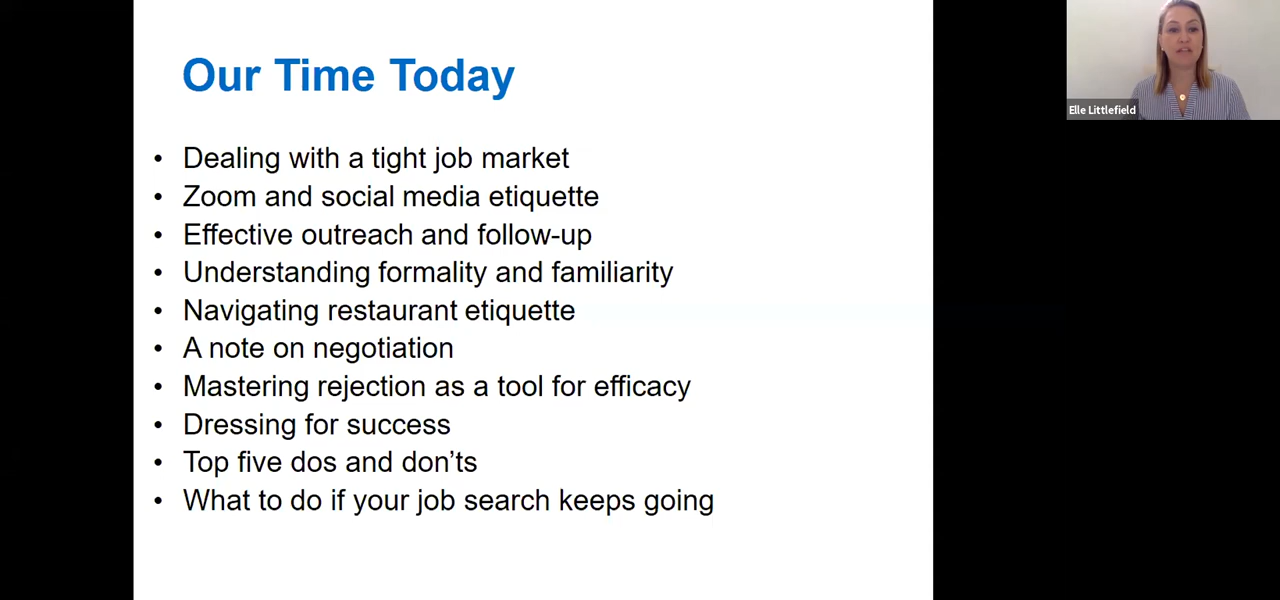 Our Time Today
• Dealing with a tight job market
• Zoom and social media etiquette
• Effective outreach and follow-up
• Understanding formality and familiarity
• Navigating restaurant etiquette
• A note on negotiation
• Mastering rejection as a tool for efficacy
• Dressing for success
• Top five dos and don’ts
• What to do if your job search keeps going
Elle Littlefield